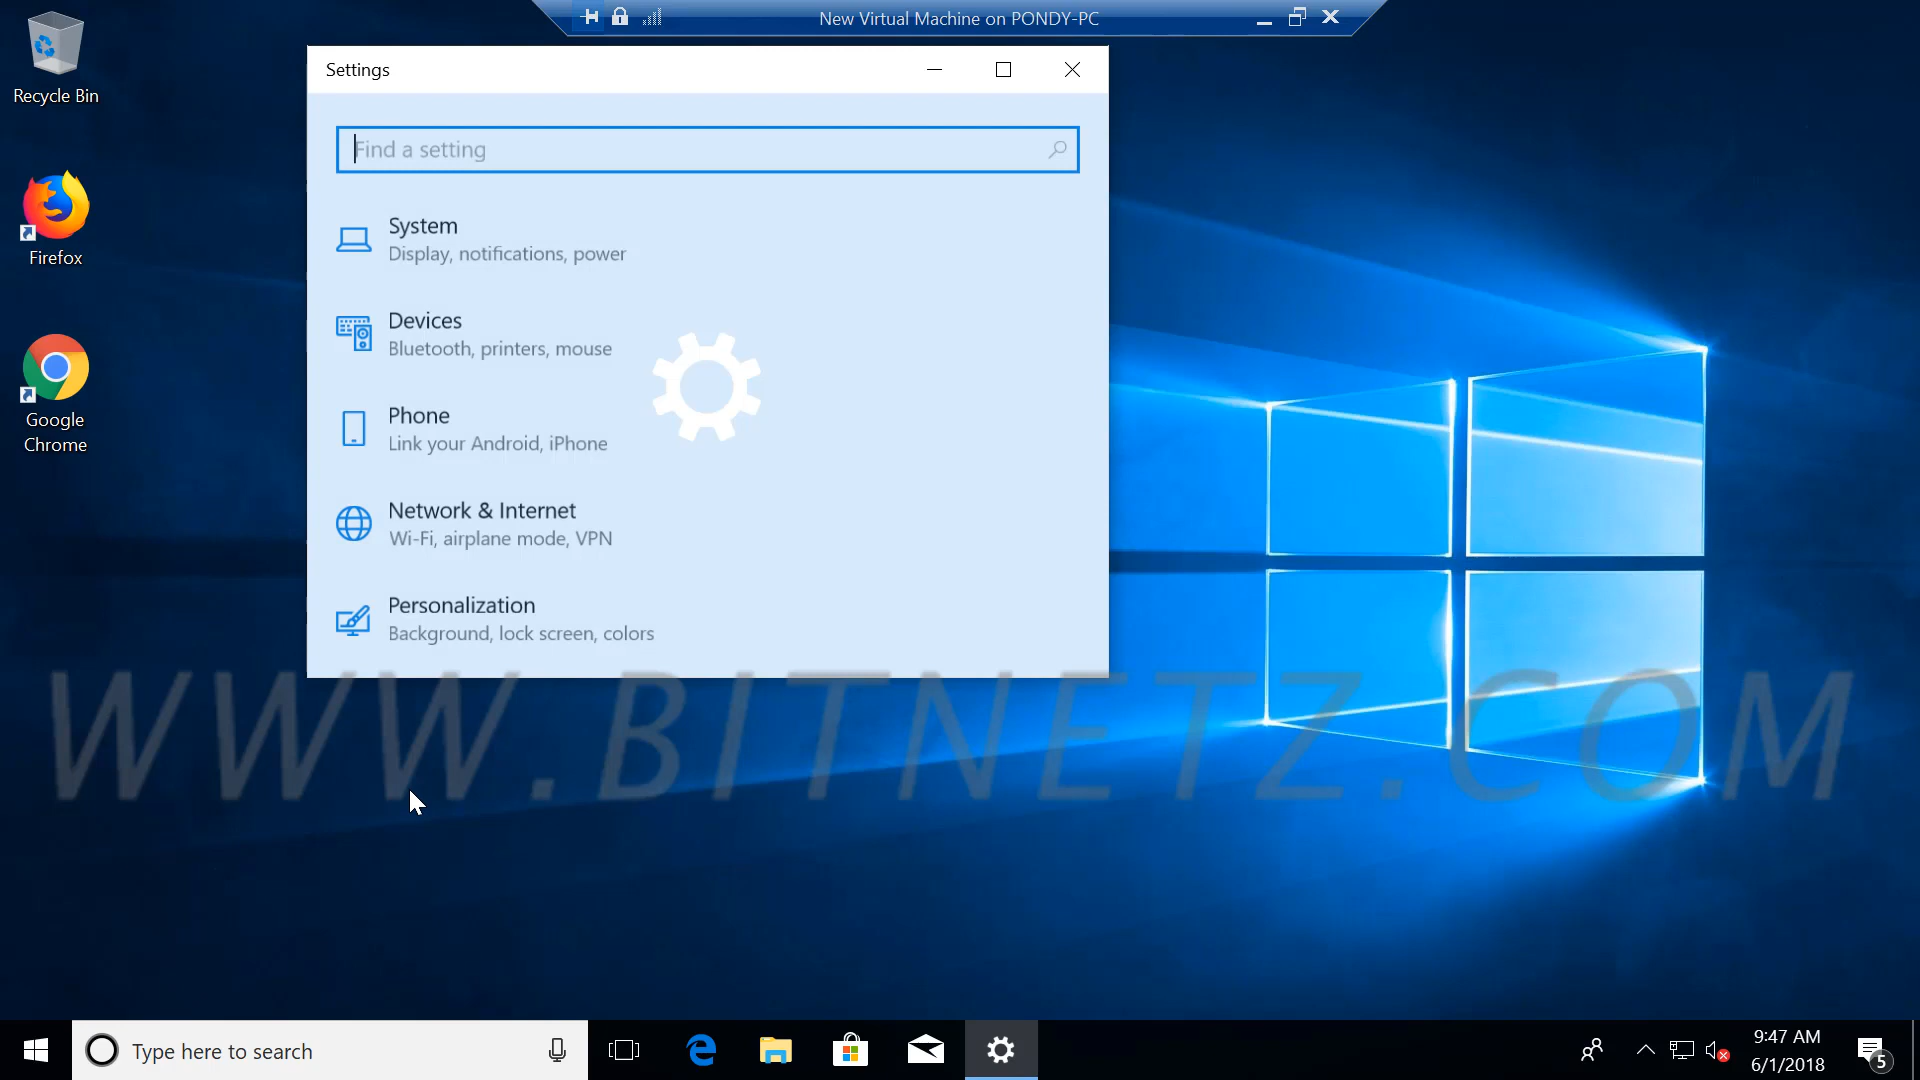 New Virtual Machine on PONDY-PC
Recycle Bin
Firefox
Google
Chrome
Settings
Find a setting
System
Display, notifications, power
Devices
Bluetooth, printers, mouse
Phone
Link your Android, iPhone
Network & Internet
Wi-Fi, airplane mode, VPN
Personalization
Background, lock screen, colors
WWW.BITNETZ.COM
Type here to search
9:47 AM
6/1/2018
5